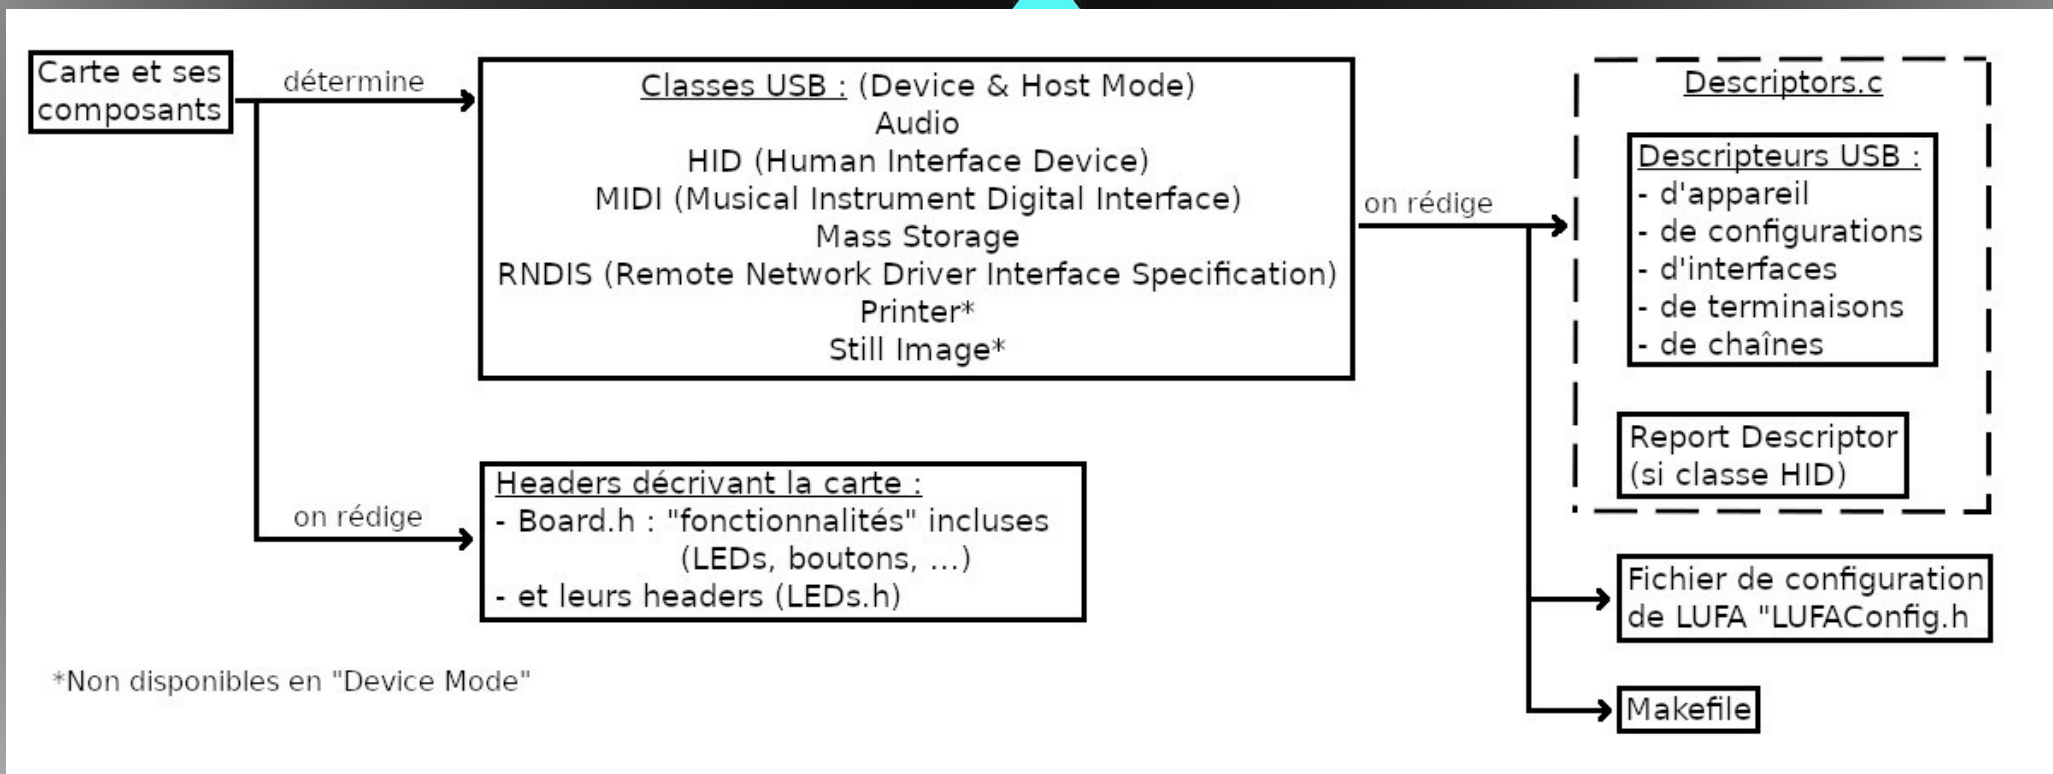 Carte et ses
composants
détermine
Classes USB : (Device & Host Mode)
Audio
HID (Human Interface Device)
MIDI (Musical Instrument Digital Interface)
Mass Storage
RNDIS (Remote Network Driver Interface Specification)
Printer*
Still Image*
on rédige
Headers décrivant la carte :
- Board.h : "fonctionnalités" incluses
(LEDs, boutons, ...)
- et leurs headers (LEDs.h)
on rédige
Descriptors.c
Descripteurs USB :
- d'appareil
- de configurations
- d'interfaces
- de terminaisons
- de chaînes
Report Descriptor
(si classe HID)
Fichier de configuration
de LUFA "LUFAConfig.h
Makefile
*Non disponibles en "Device Mode"